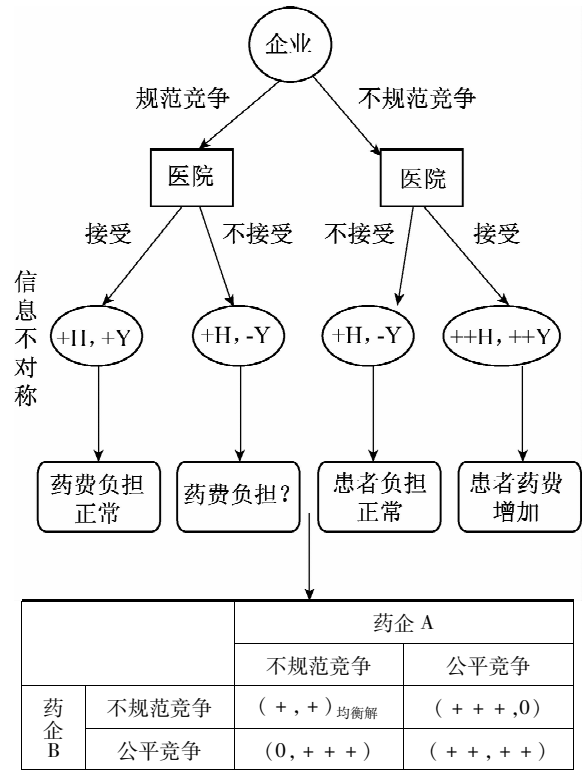 企业
规范竞争 不规范竞争
医院 医院
接受 不接受 不接受 接受
信息不对称
+H，+Y +H，-Y +H，-Y ++H，++Y
药费负担正常 药费负担？ 患者负担正常 患者药费增加
药企 A
不规范竞争 公平竞争
药企B 不规范竞争 (+,+)均衡解 (+++,0)
公平竞争 (0,+++) (++,++)